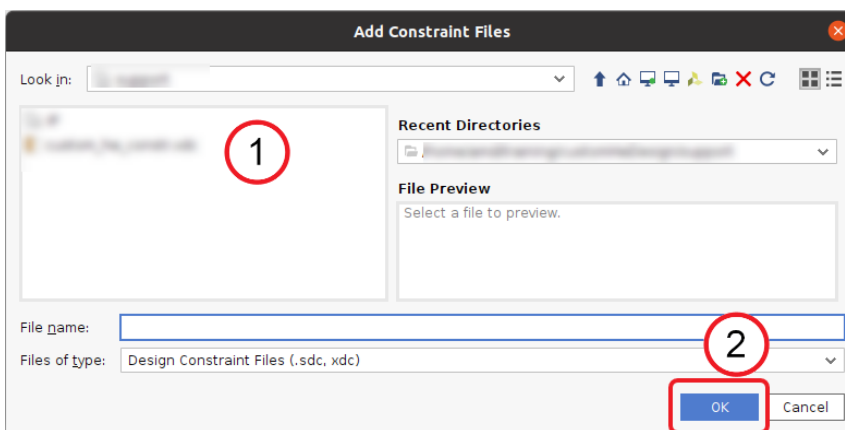 Add Constraint Files
Look in:
1
Recent Directories
File Preview
Select a file to preview.
File name:
2
Files of type: Design Constraint Files (.sdc, xdc)
OK Cancel